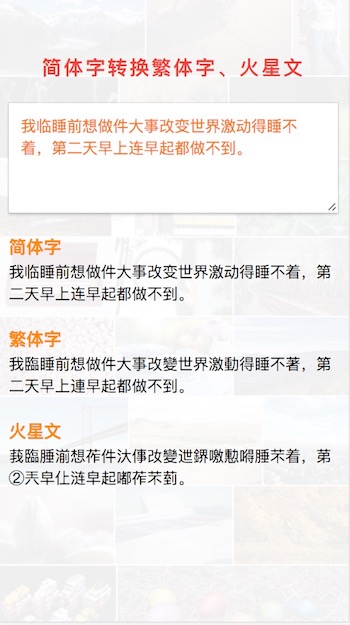 简体字转换繁体字、火星文
我临睡前想做件大事改变世界激动得睡不
着，第二天早上连早起都做不到。
简体字
我临睡前想做件大事改变世界激动得睡不着，第
二天早上连早起都做不到。
繁体字
我臨睡前想做件大事改變世界激動得睡不著，第
二天早上連早起都做不到。
火星文
莪臨腄湔想莋件汏倳改變迣鎅噭懃嘚腄芣着，第
②兲皁仩涟皁起嘟莋芣菿。